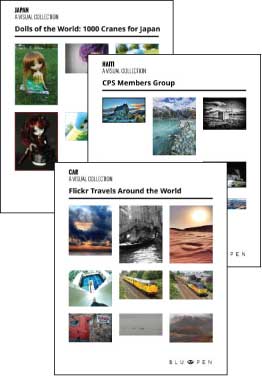 JAPAN
A VISUAL COLLECTION
Dolls of the World: 1000 Cranes for Japan
HAITI
A VISUAL COLLECTION
CPS Members Group
CAR
A VISUAL COLLECTION
Flickr Travels Around the World
BLU PEN